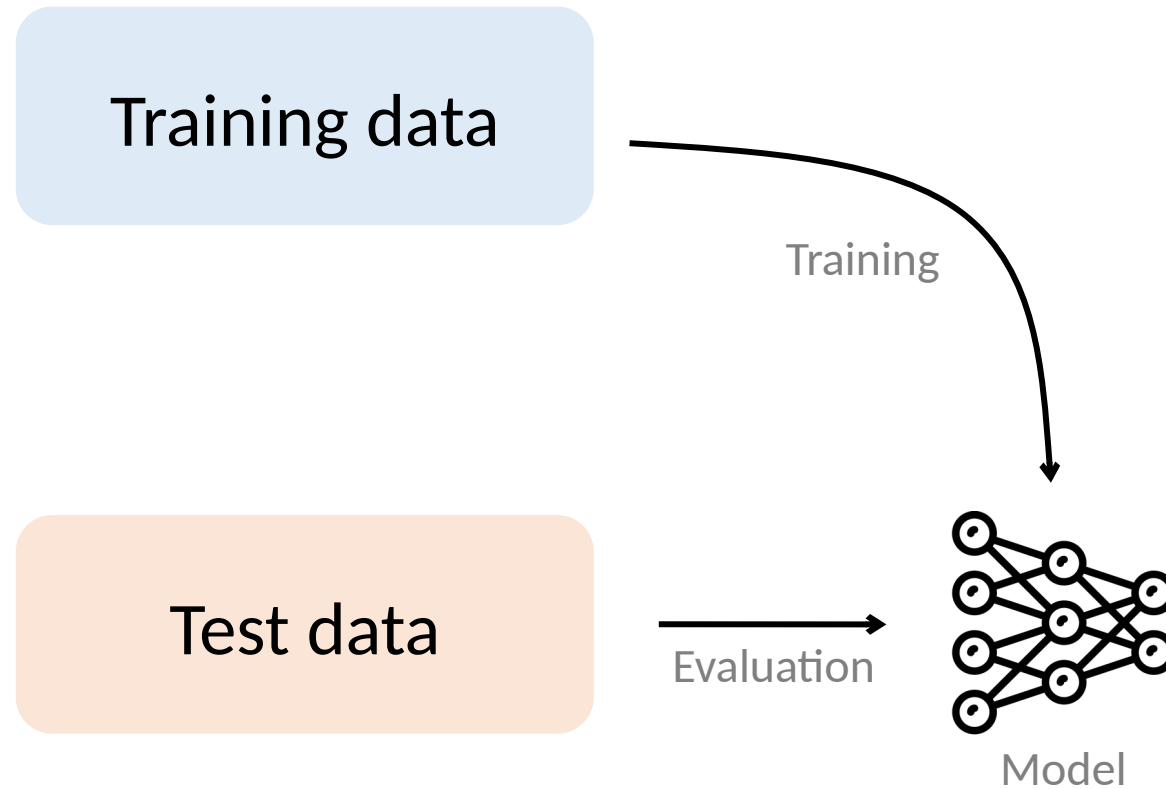 Training data
Training
Test data
Evaluation
Model